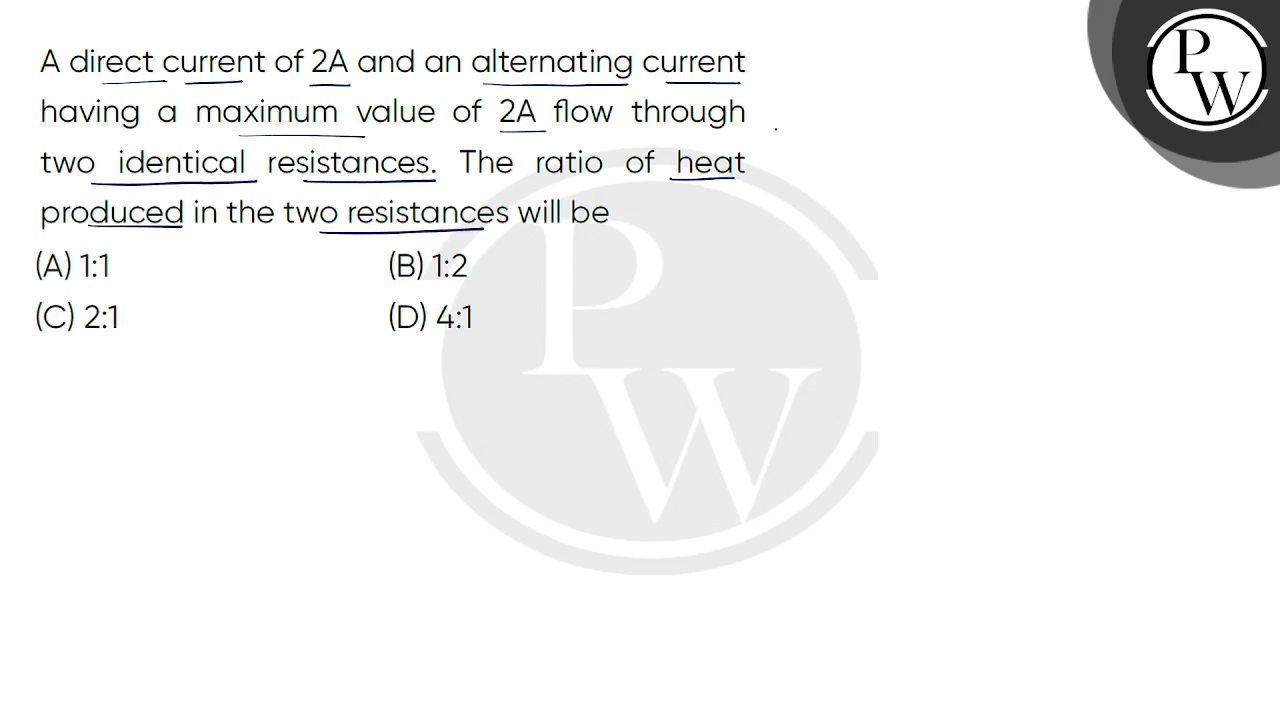 A direct current of 2A and an alternating current
having a maximum value of 2A flow through
two identical resistances. The ratio of heat
produced in the two resistances will be
(A) 1:1 (B) 1:2
(C) 2:1 (D) 4:1
P
W
P
W